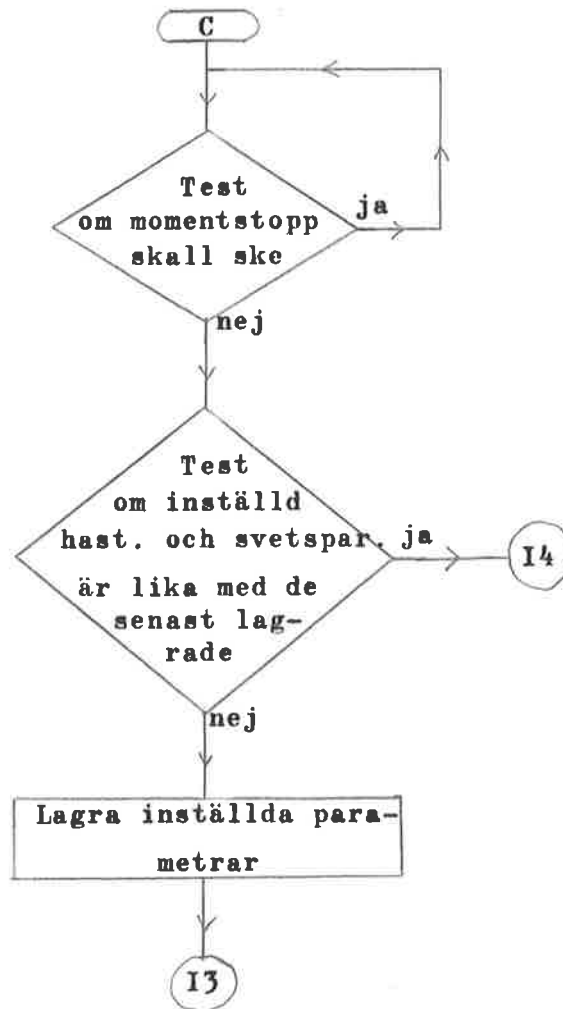 C
Test
om momentstopp
skall ske
ja
nej
Test
om inställd
hast. och svetspar.
ja
är lika med de
senast lag-
rade
I4
nej
Lagra inställda para-
metrar
I3